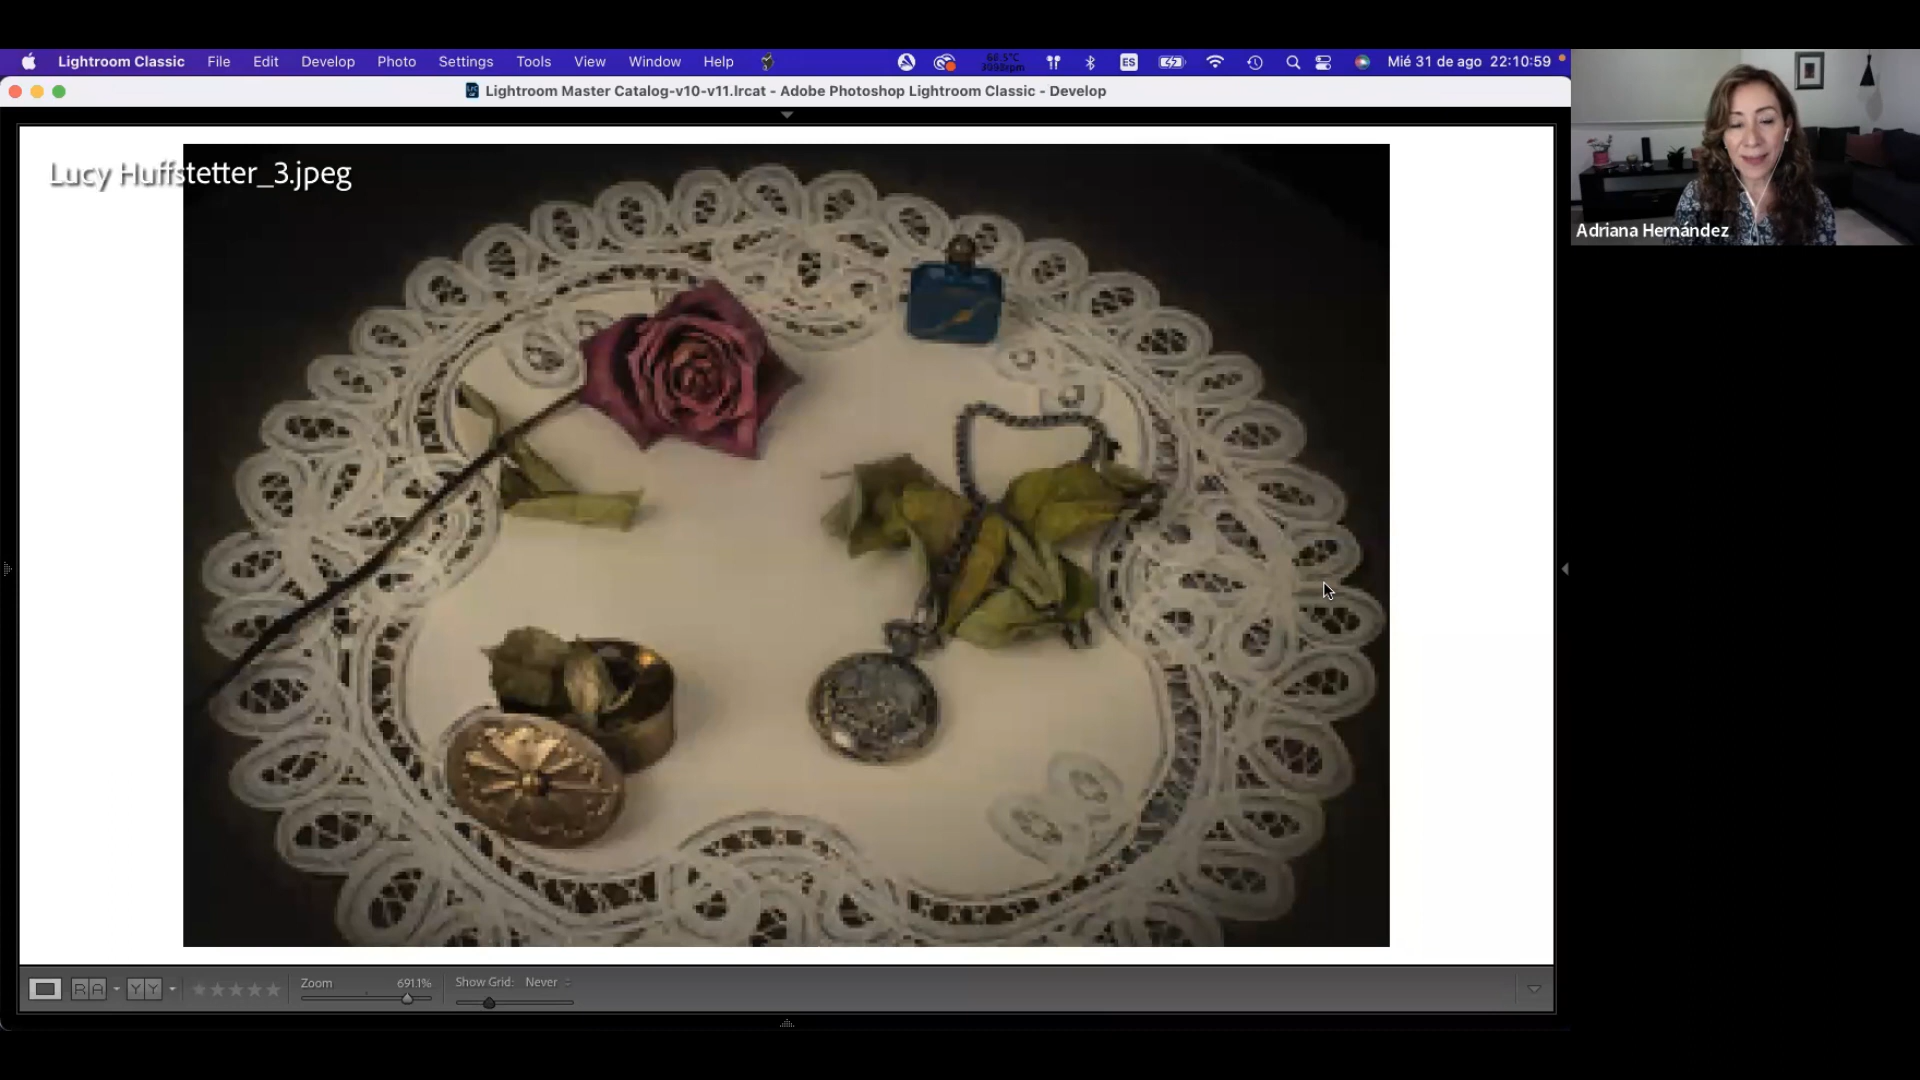 Lightroom Classic File Edit Develop Photo Settings Tools View Window Help ES Mié 31 de ago 22:10:59
Lightroom Master Catalog-v10-v11.lrcat - Adobe Photoshop Lightroom Classic - Develop
Lucy Huffstetter_3.jpeg
Adriana Hernández
R A Y Y Zoom 691.1% Show Grid: Never